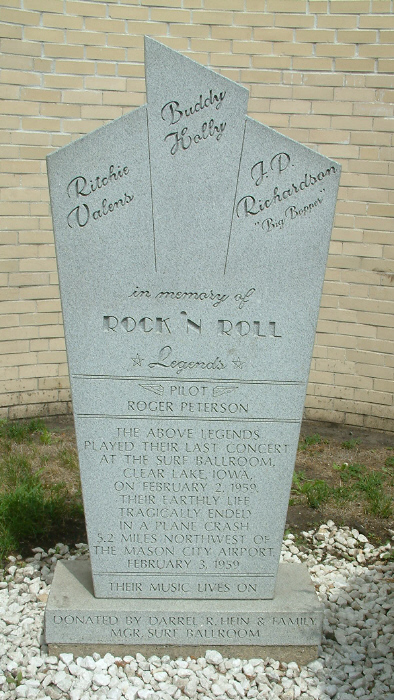 Buddy
Holly
Ritchie
Valens
J.D.
Richardson
"Big Bopper"
in memory of
ROCK 'N ROLL
Legends
PILOT
ROGER PETERSON
THE ABOVE LEGENDS
PLAYED THEIR LAST CONCERT
AT THE SURF BALLROOM,
CLEAR LAKE, IOWA,
ON FEBRUARY 2, 1959.
THEIR EARTHLY LIFE
TRAGICALLY ENDED
IN A PLANE CRASH
5.2 MILES NORTHWEST OF
THE MASON CITY AIRPORT
FEBRUARY 3, 1959.
THEIR MUSIC LIVES ON
DONATED BY DARREL R. HEIN & FAMILY
MGR. SURF BALLROOM